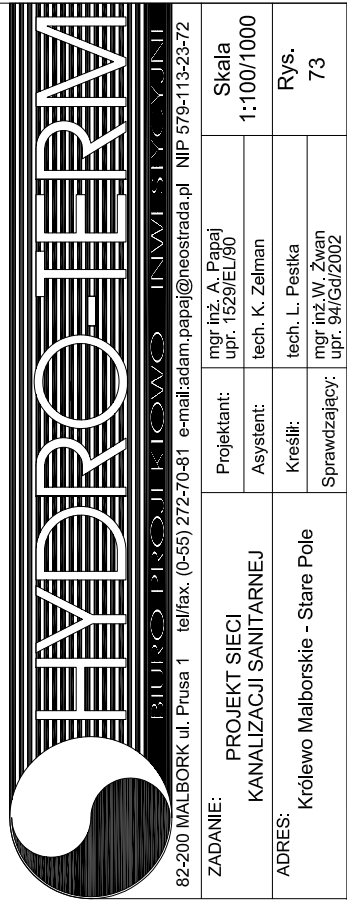 HYDRO-TERM
BIURO PROJEKTOWO INWESTYCYJNE
82-200 MALBORK ul. Prusa 1 tel/fax. (0-55) 272-70-81 e-mail:adam.papaj@neostrada.pl NIP 579-113-23-72
ZADANIE:
PROJEKT SIECI
KANALIZACJI SANITARNEJ
ADRES:
Królewo Malborskie - Stare Pole
Projektant:
mgr inż. A. Papaj
upr. 1529/EL/90
Asystent:
tech. K. Zelman
Kreślił:
tech. L. Pestka
Sprawdzający:
mgr inż.W. Żwan
upr. 94/Gd/2002
Skala
1:100/1000
Rys.
73